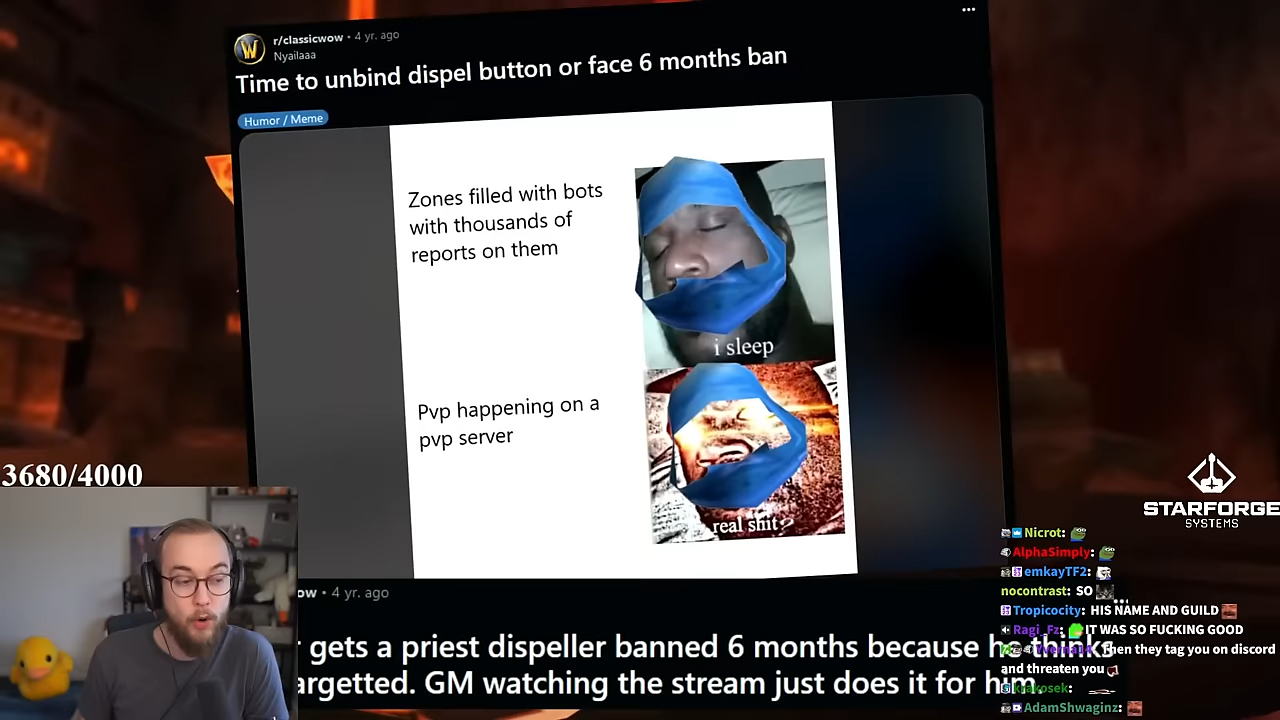 r/classicwow • 4 yr. ago
Nyailaaa
Time to unbind dispel button or face 6 months ban
Humor / Meme
Zones filled with bots
with thousands of
reports on them
i sleep
Pvp happening on a
pvp server
real shit?
3680/4000
STARFORGE
SYSTEMS
ow • 4 yr. ago
gets a priest dispeller banned 6 months because he
argetted. GM watching the stream just does it for him
Nicrot:
AlphaSimply:
emkayTF2:
nocontrast: SO
Tropicocity: HIS NAME AND GUILD
Ragi_Fz: IT WAS SO FUCKING GOOD
Then they tag you on discord
and threaten you
AdamShwaginz: